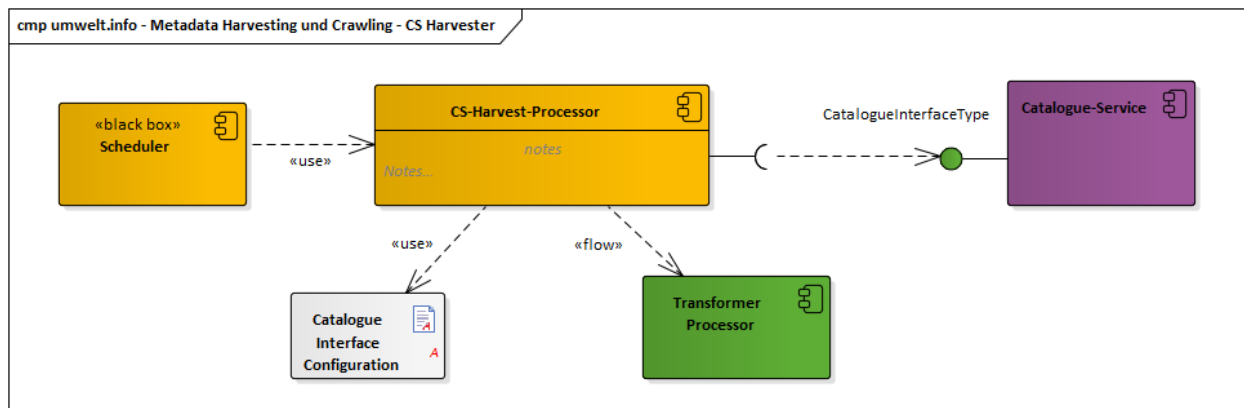 cmp umwelt.info - Metadata Harvesting und Crawling - CS Harvester
«black box»
Scheduler
«use»
CS-Harvest-Processor
notes
Notes...
CatalogueInterfaceType
Catalogue-Service
«use»
«flow»
Catalogue
Interface
Configuration
A
A
Transformer
Processor